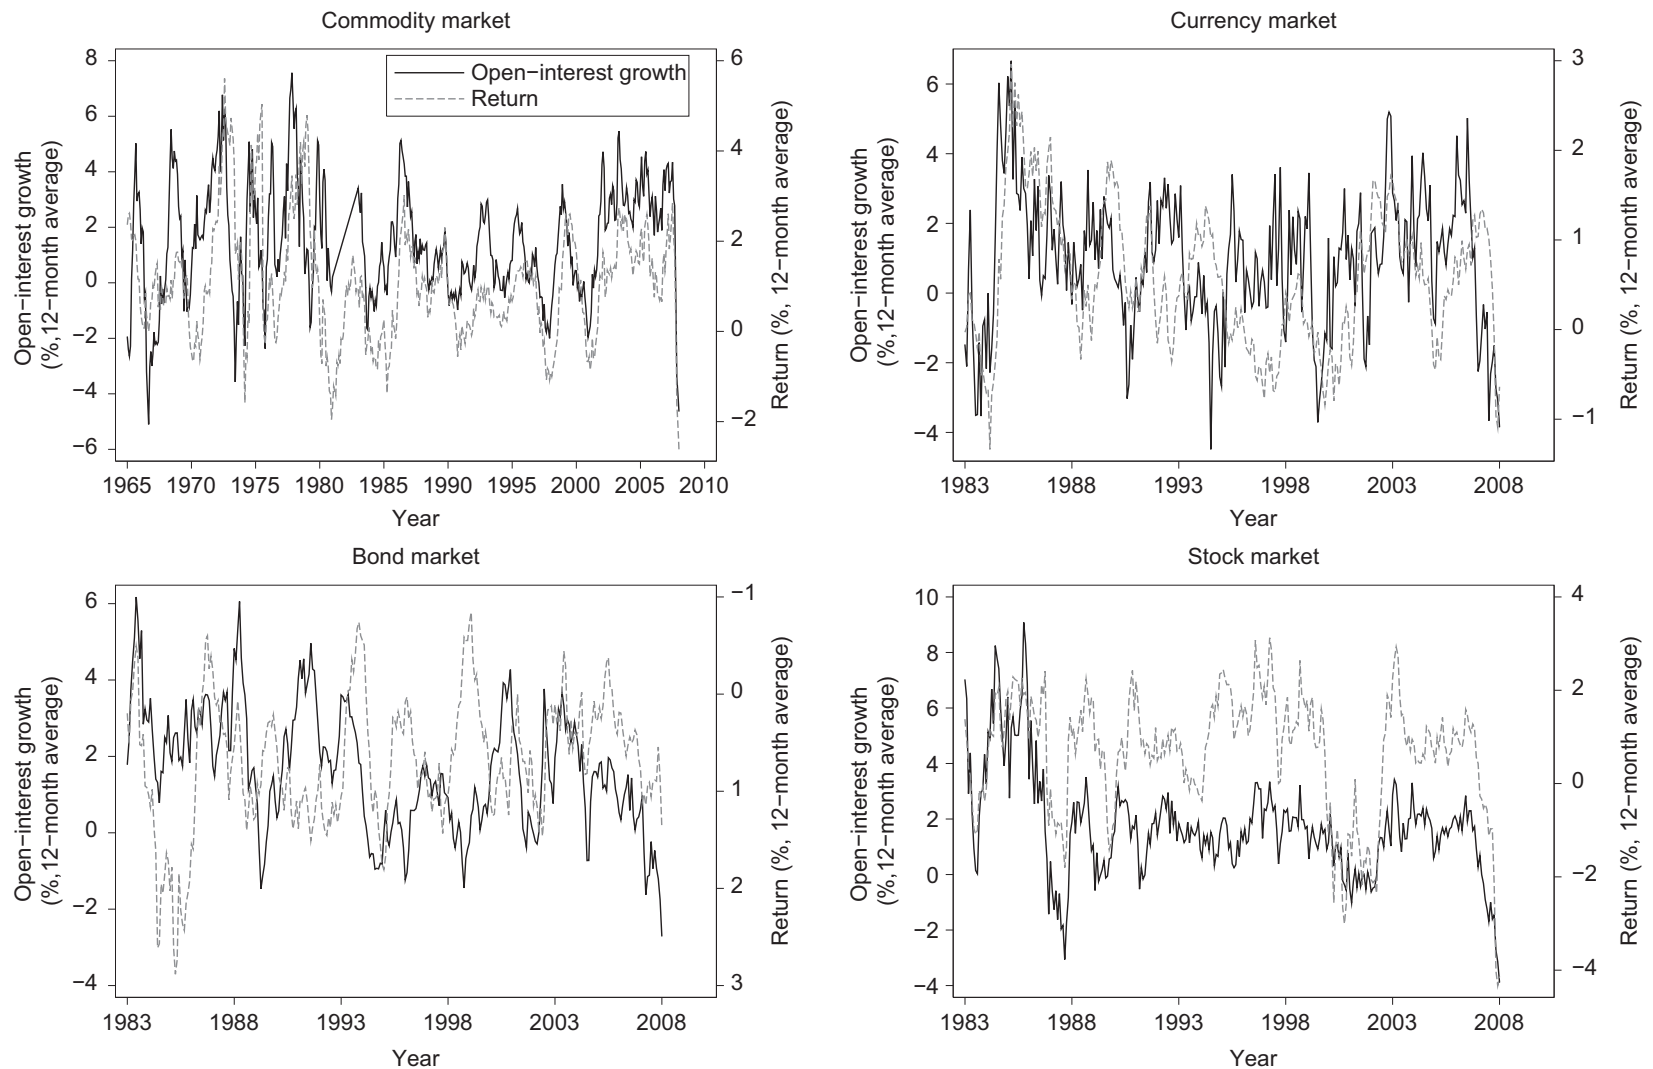 Commodity market
8
6
4
2
0
−2
−4
−6
Open−interest growth
(%,12−month average)
Open−interest growth
Return
6
4
2
0
−2
Return (%, 12−month average)
1965 1970 1975 1980 1985 1990 1995 2000 2005 2010
Year
Currency market
6
4
2
0
−2
−4
Open−interest growth
(%,12−month average)
3
2
1
0
−1
Return (%, 12−month average)
1983 1988 1993 1998 2003 2008
Year
Bond market
6
4
2
0
−2
−4
Open−interest growth
(%,12−month average)
−1
0
1
2
3
Return (%, 12−month average)
1983 1988 1993 1998 2003 2008
Year
Stock market
10
8
6
4
2
0
−2
−4
Open−interest growth
(%,12−month average)
4
2
0
−2
−4
Return (%, 12−month average)
1983 1988 1993 1998 2003 2008
Year